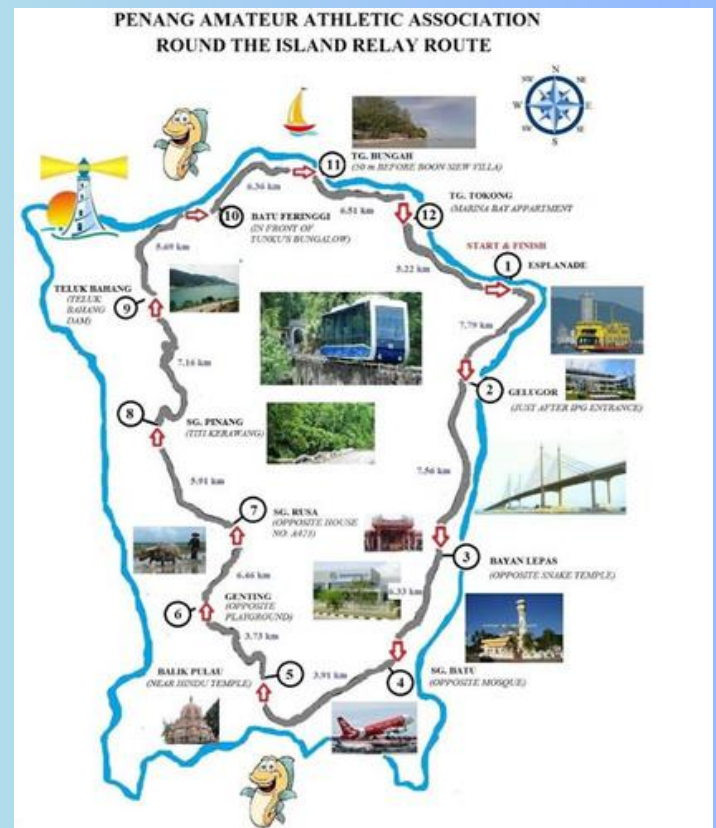 PENANG AMATEUR ATHLETIC ASSOCIATION
ROUND THE ISLAND RELAY ROUTE
N
NE
E
SE
S
SW
W
NW
11
TG. BUNGAH
(50 m BEFORE BOON SIEW VILLA)
6.36 km
6.51 km
12
TG. TOKONG
(MARINA BAY APPARTMENT
10
BATU FERINGGI
(IN FRONT OF
TUNKU'S BUNGALOW)
START & FINISH
1
ESPLANADE
5.69 km
5.22 km
TELUK BAHANG
(TELUK
BAHANG
DAM)
9
7.79 km
7.16 km
2
GELUGOR
(JUST AFTER IPG ENTRANCE)
8
SG. PINANG
(TITI KERAWANG)
5.91 km
7.56 km
7
SG. RUSA
(OPPOSITE HOUSE
NO. A473)
3
BAYAN LEPAS
(OPPOSITE SNAKE TEMPLE)
6.46 km
6.33 km
6
GENTING
(OPPOSITE
PLAYGROUND)
3.73 km
BALIK PULAU
(NEAR HINDU TEMPLE)
5
3.91 km
4
SG. BATU
(OPPOSITE MOSQUE)